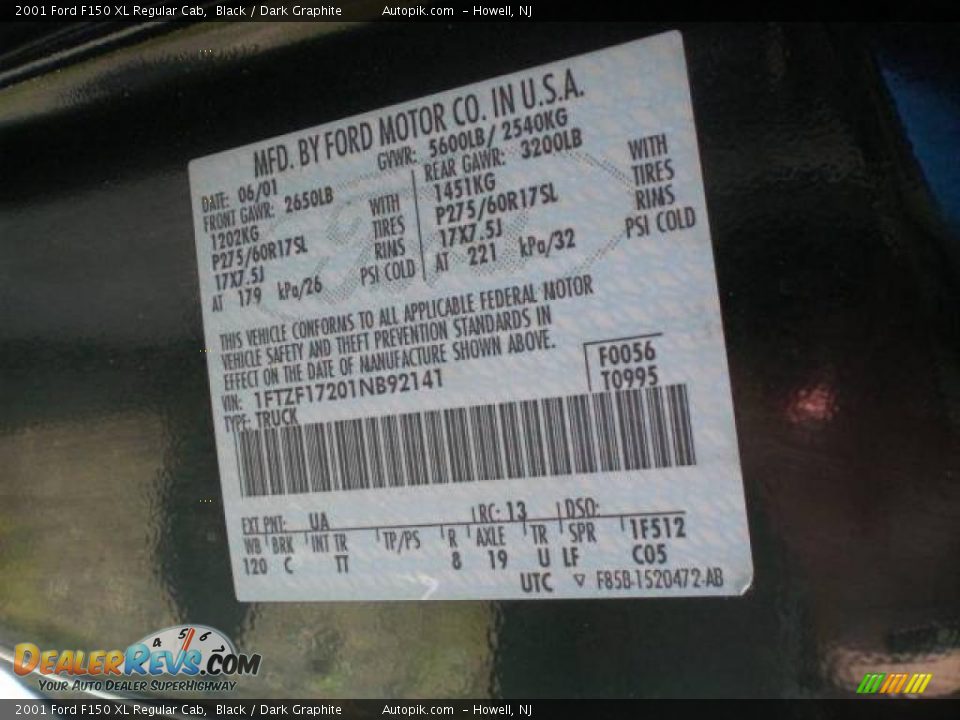 2001 Ford F150 XL Regular Cab, Black / Dark Graphite Autopik.com - Howell, NJ
MFD. BY FORD MOTOR CO. IN U.S.A.
DATE: 06/01 GVWR: 5600LB/ 2540KG
FRONT GAWR: 2650LB REAR GAWR: 3200LB
1202KG WITH 1451KG WITH
P275/60R17SL TIRES P275/60R17SL TIRES
17X7.5J RINS 17X7.5J RINS
AT 179 kPa/26 PSI COLD AT 221 kPa/32 PSI COLD
THIS VEHICLE CONFORMS TO ALL APPLICABLE FEDERAL MOTOR
VEHICLE SAFETY AND THEFT PREVENTION STANDARDS IN
EFFECT ON THE DATE OF MANUFACTURE SHOWN ABOVE.
VIN: 1FTZF17201NB92141 F0056
TYPE: TRUCK T0995
EXT PNT: UA RC: 13 DSO:
WB BRK INT TR TP/PS R AXLE TR SPR 1F512
120 C TT 8 19 U LF C05
UTC ▽ F85B-1520472-AB
4 5 6
DEALERREVS.COM
YOUR AUTO DEALER SUPERHIGHWAY
2001 Ford F150 XL Regular Cab, Black / Dark Graphite Autopik.com - Howell, NJ